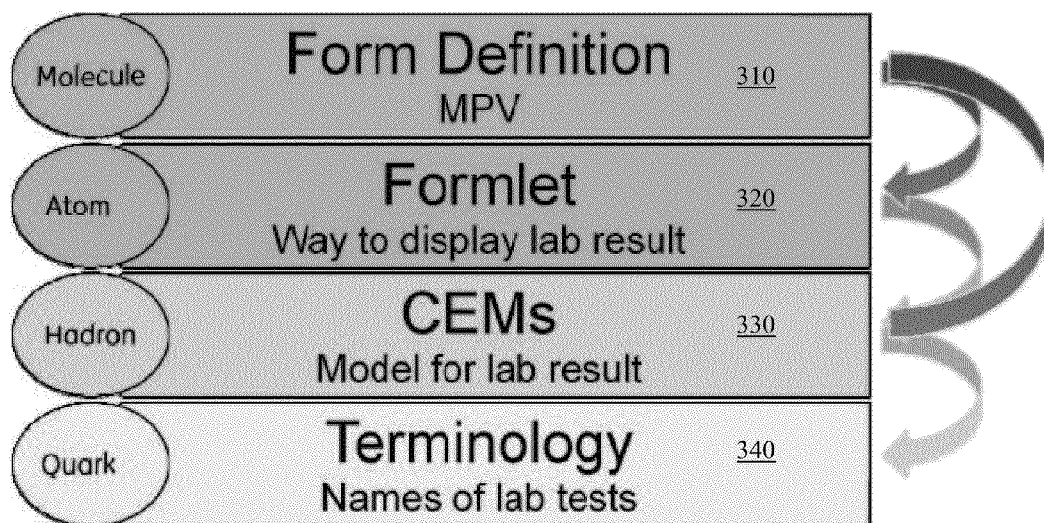 Molecule
Form Definition
MPV
310
Atom
Formlet
Way to display lab result
320
Hadron
CEMs
Model for lab result
330
Quark
Terminology
Names of lab tests
340